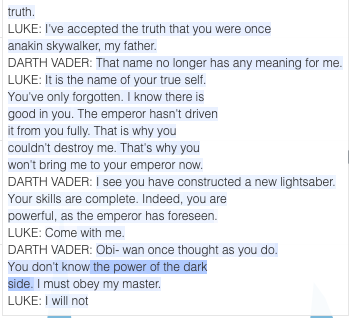 truth.
LUKE: I've accepted the truth that you were once
anakin skywalker, my father.
DARTH VADER: That name no longer has any meaning for me.
LUKE: It is the name of your true self.
You've only forgotten. I know there is
good in you. The emperor hasn't driven
it from you fully. That is why you
couldn't destroy me. That's why you
won't bring me to your emperor now.
DARTH VADER: I see you have constructed a new lightsaber.
Your skills are complete. Indeed, you are
powerful, as the emperor has foreseen.
LUKE: Come with me.
DARTH VADER: Obi- wan once thought as you do.
You don't know the power of the dark
side. I must obey my master.
LUKE: I will not